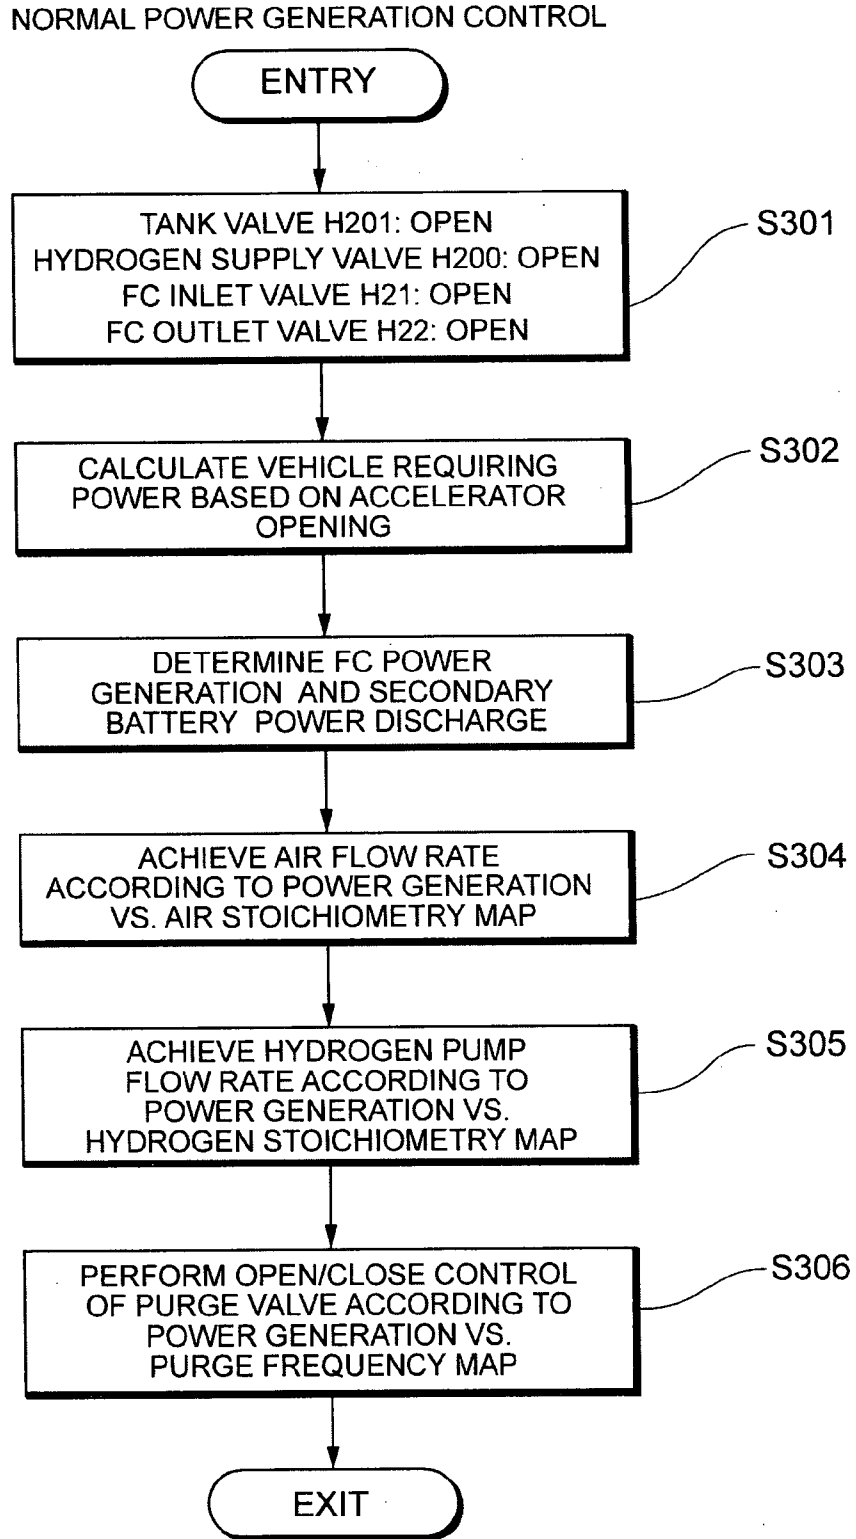 NORMAL POWER GENERATION CONTROL
ENTRY
TANK VALVE H201: OPEN
HYDROGEN SUPPLY VALVE H200: OPEN
FC INLET VALVE H21: OPEN
FC OUTLET VALVE H22: OPEN
S301
CALCULATE VEHICLE REQUIRING
POWER BASED ON ACCELERATOR
OPENING
S302
DETERMINE FC POWER
GENERATION AND SECONDARY
BATTERY POWER DISCHARGE
S303
ACHIEVE AIR FLOW RATE
ACCORDING TO POWER GENERATION
VS. AIR STOICHIOMETRY MAP
S304
ACHIEVE HYDROGEN PUMP
FLOW RATE ACCORDING TO
POWER GENERATION VS.
HYDROGEN STOICHIOMETRY MAP
S305
PERFORM OPEN/CLOSE CONTROL
OF PURGE VALVE ACCORDING TO
POWER GENERATION VS.
PURGE FREQUENCY MAP
S306
EXIT